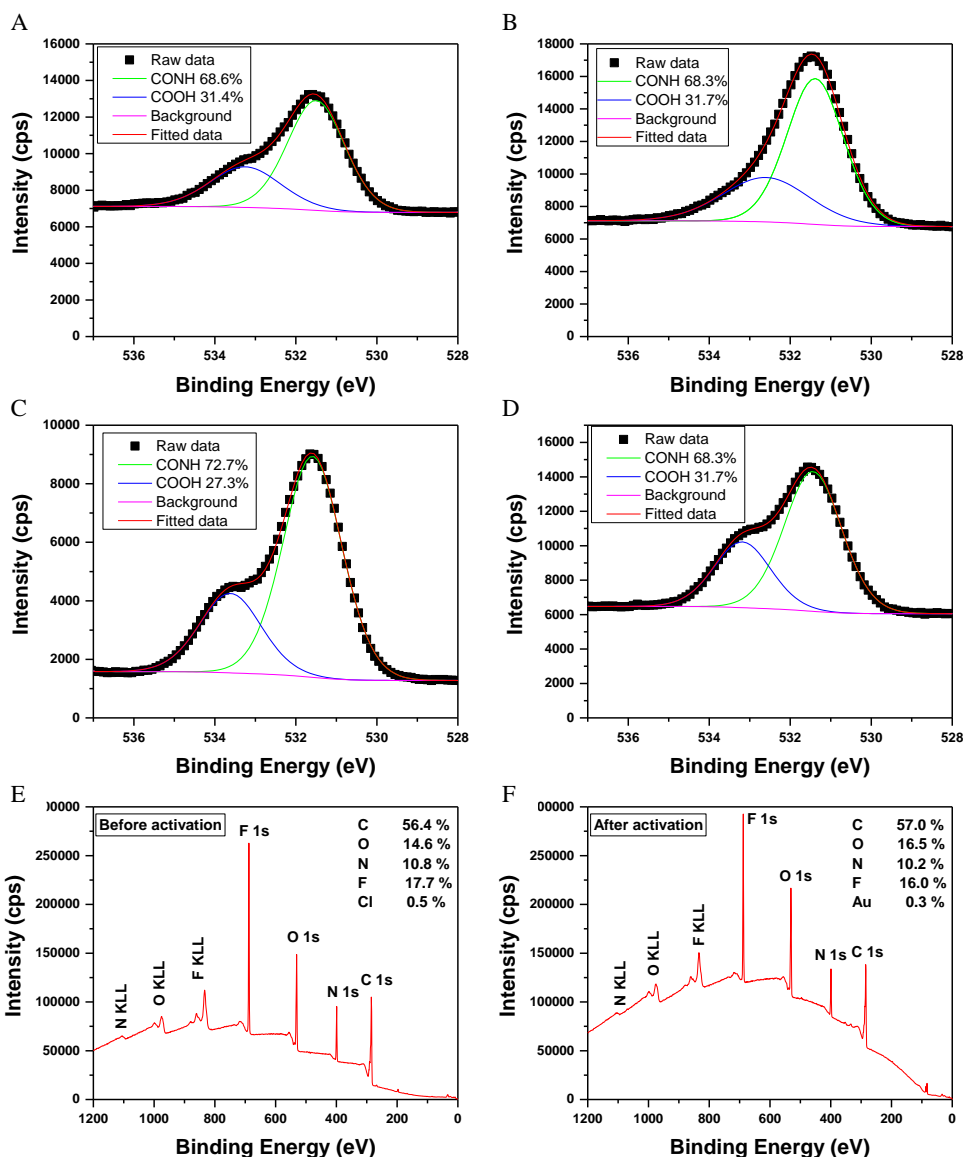 A
16000
14000
12000
10000
8000
6000
4000
2000
0
Intensity (cps)
Raw data
CONH 68.6%
COOH 31.4%
Background
Fitted data
536 534 532 530 528
Binding Energy (eV)
B
18000
16000
14000
12000
10000
8000
6000
4000
2000
0
Intensity (cps)
Raw data
CONH 68.3%
COOH 31.7%
Background
Fitted data
536 534 532 530 528
Binding Energy (eV)
C
10000
8000
6000
4000
2000
0
Intensity (cps)
Raw data
CONH 72.7%
COOH 27.3%
Background
Fitted data
536 534 532 530 528
Binding Energy (eV)
D
16000
14000
12000
10000
8000
6000
4000
2000
0
Intensity (cps)
Raw data
CONH 68.3%
COOH 31.7%
Background
Fitted data
536 534 532 530 528
Binding Energy (eV)
E
00000
250000
200000
150000
100000
50000
0
Intensity (cps)
Before activation
N KLL
O KLL
F KLL
F 1s
O 1s
N 1s
C 1s
C 56.4 %
O 14.6 %
N 10.8 %
F 17.7 %
Cl 0.5 %
1200 1000 800 600 400 200 0
Binding Energy (eV)
F
00000
250000
200000
150000
100000
50000
0
Intensity (cps)
After activation
N KLL
O KLL
F KLL
F 1s
O 1s
N 1s
C 1s
C 57.0 %
O 16.5 %
N 10.2 %
F 16.0 %
Au 0.3 %
1200 1000 800 600 400 200 0
Binding Energy (eV)